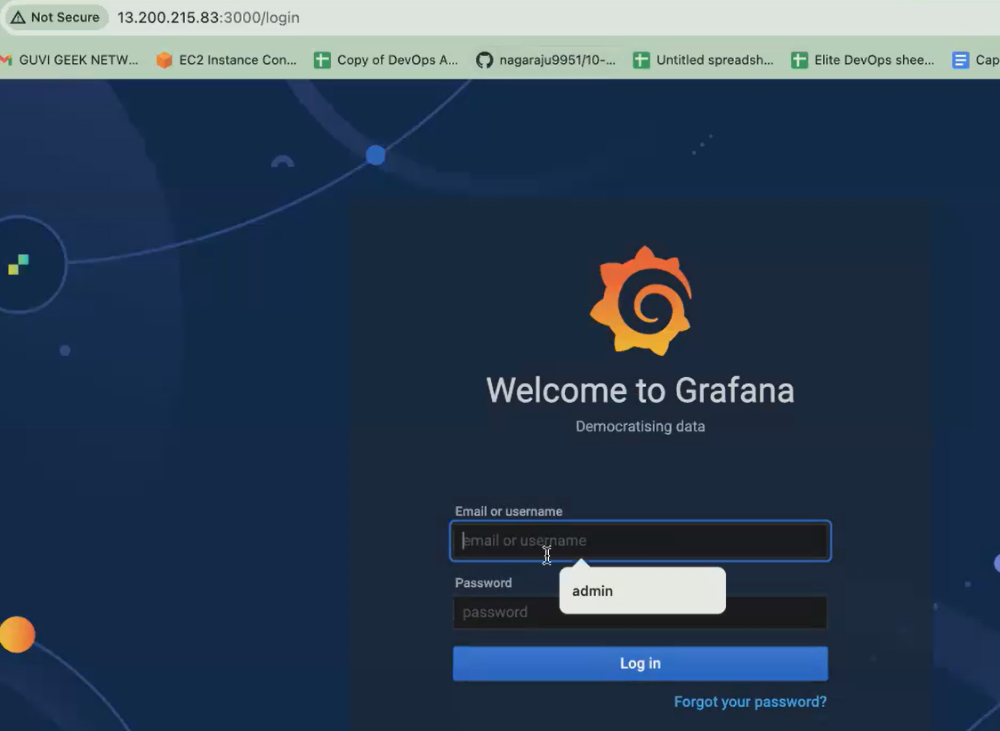 Not Secure 13.200.215.83:3000/login
GUVI GEEK NETW... EC2 Instance Con... Copy of DevOps A... nagaraju9951/10-... Untitled spreadsh... Elite DevOps shee... Cap
Welcome to Grafana
Democratising data
Email or username
email or username
admin
Password
password
Log in
Forgot your password?